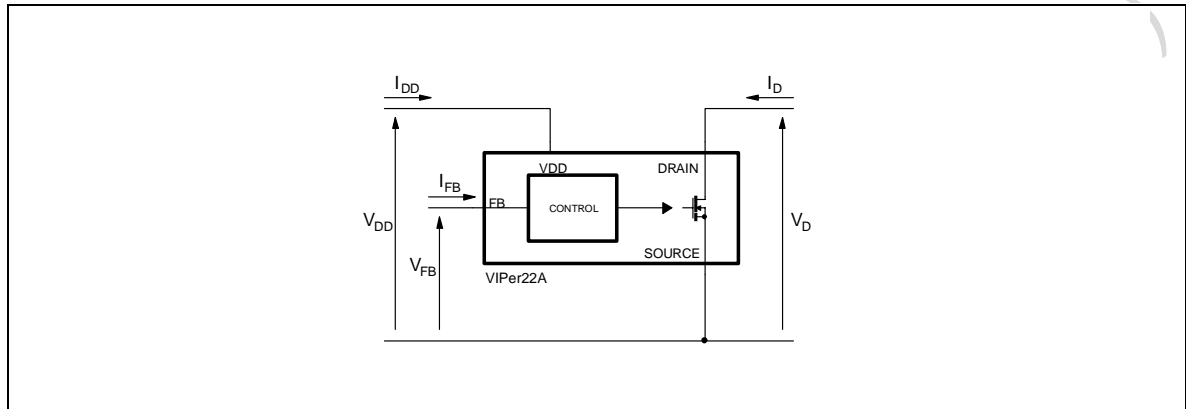 I_DD
I_D
VDD
DRAIN
I_FB
FB
CONTROL
V_DD
V_D
V_FB
SOURCE
VIPer22A